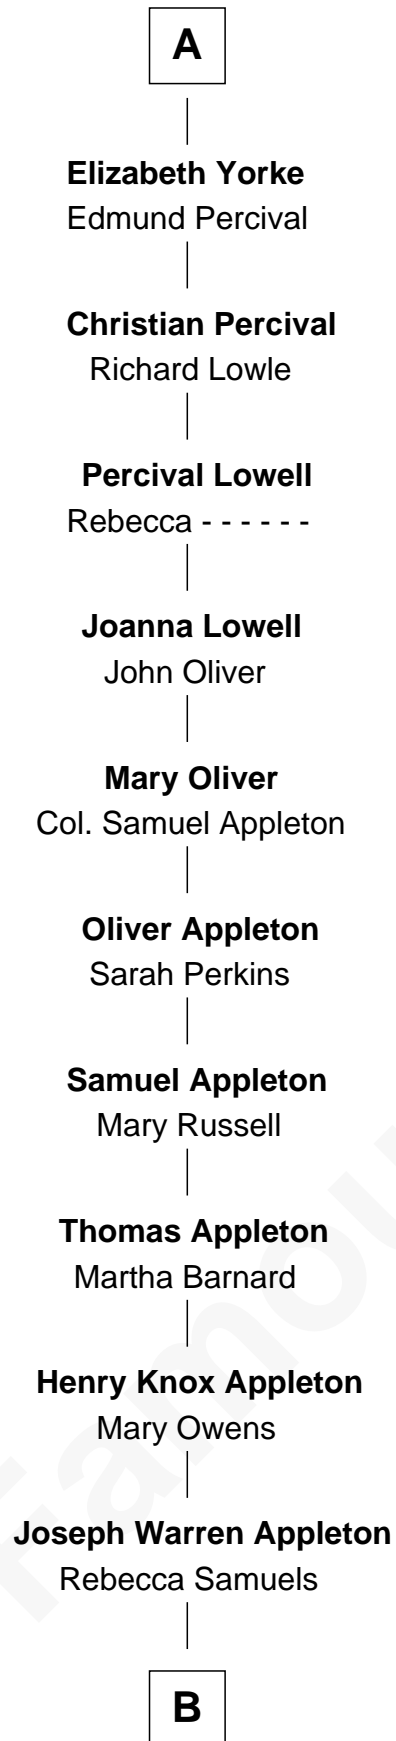 A
Elizabeth Yorke
Edmund Percival
Christian Percival
Richard Lowle
Percival Lowell
Rebecca - - - - - -
Joanna Lowell
John Oliver
Mary Oliver
Col. Samuel Appleton
Oliver Appleton
Sarah Perkins
Samuel Appleton
Mary Russell
Thomas Appleton
Martha Barnard
Henry Knox Appleton
Mary Owens
Joseph Warren Appleton
Rebecca Samuels
B